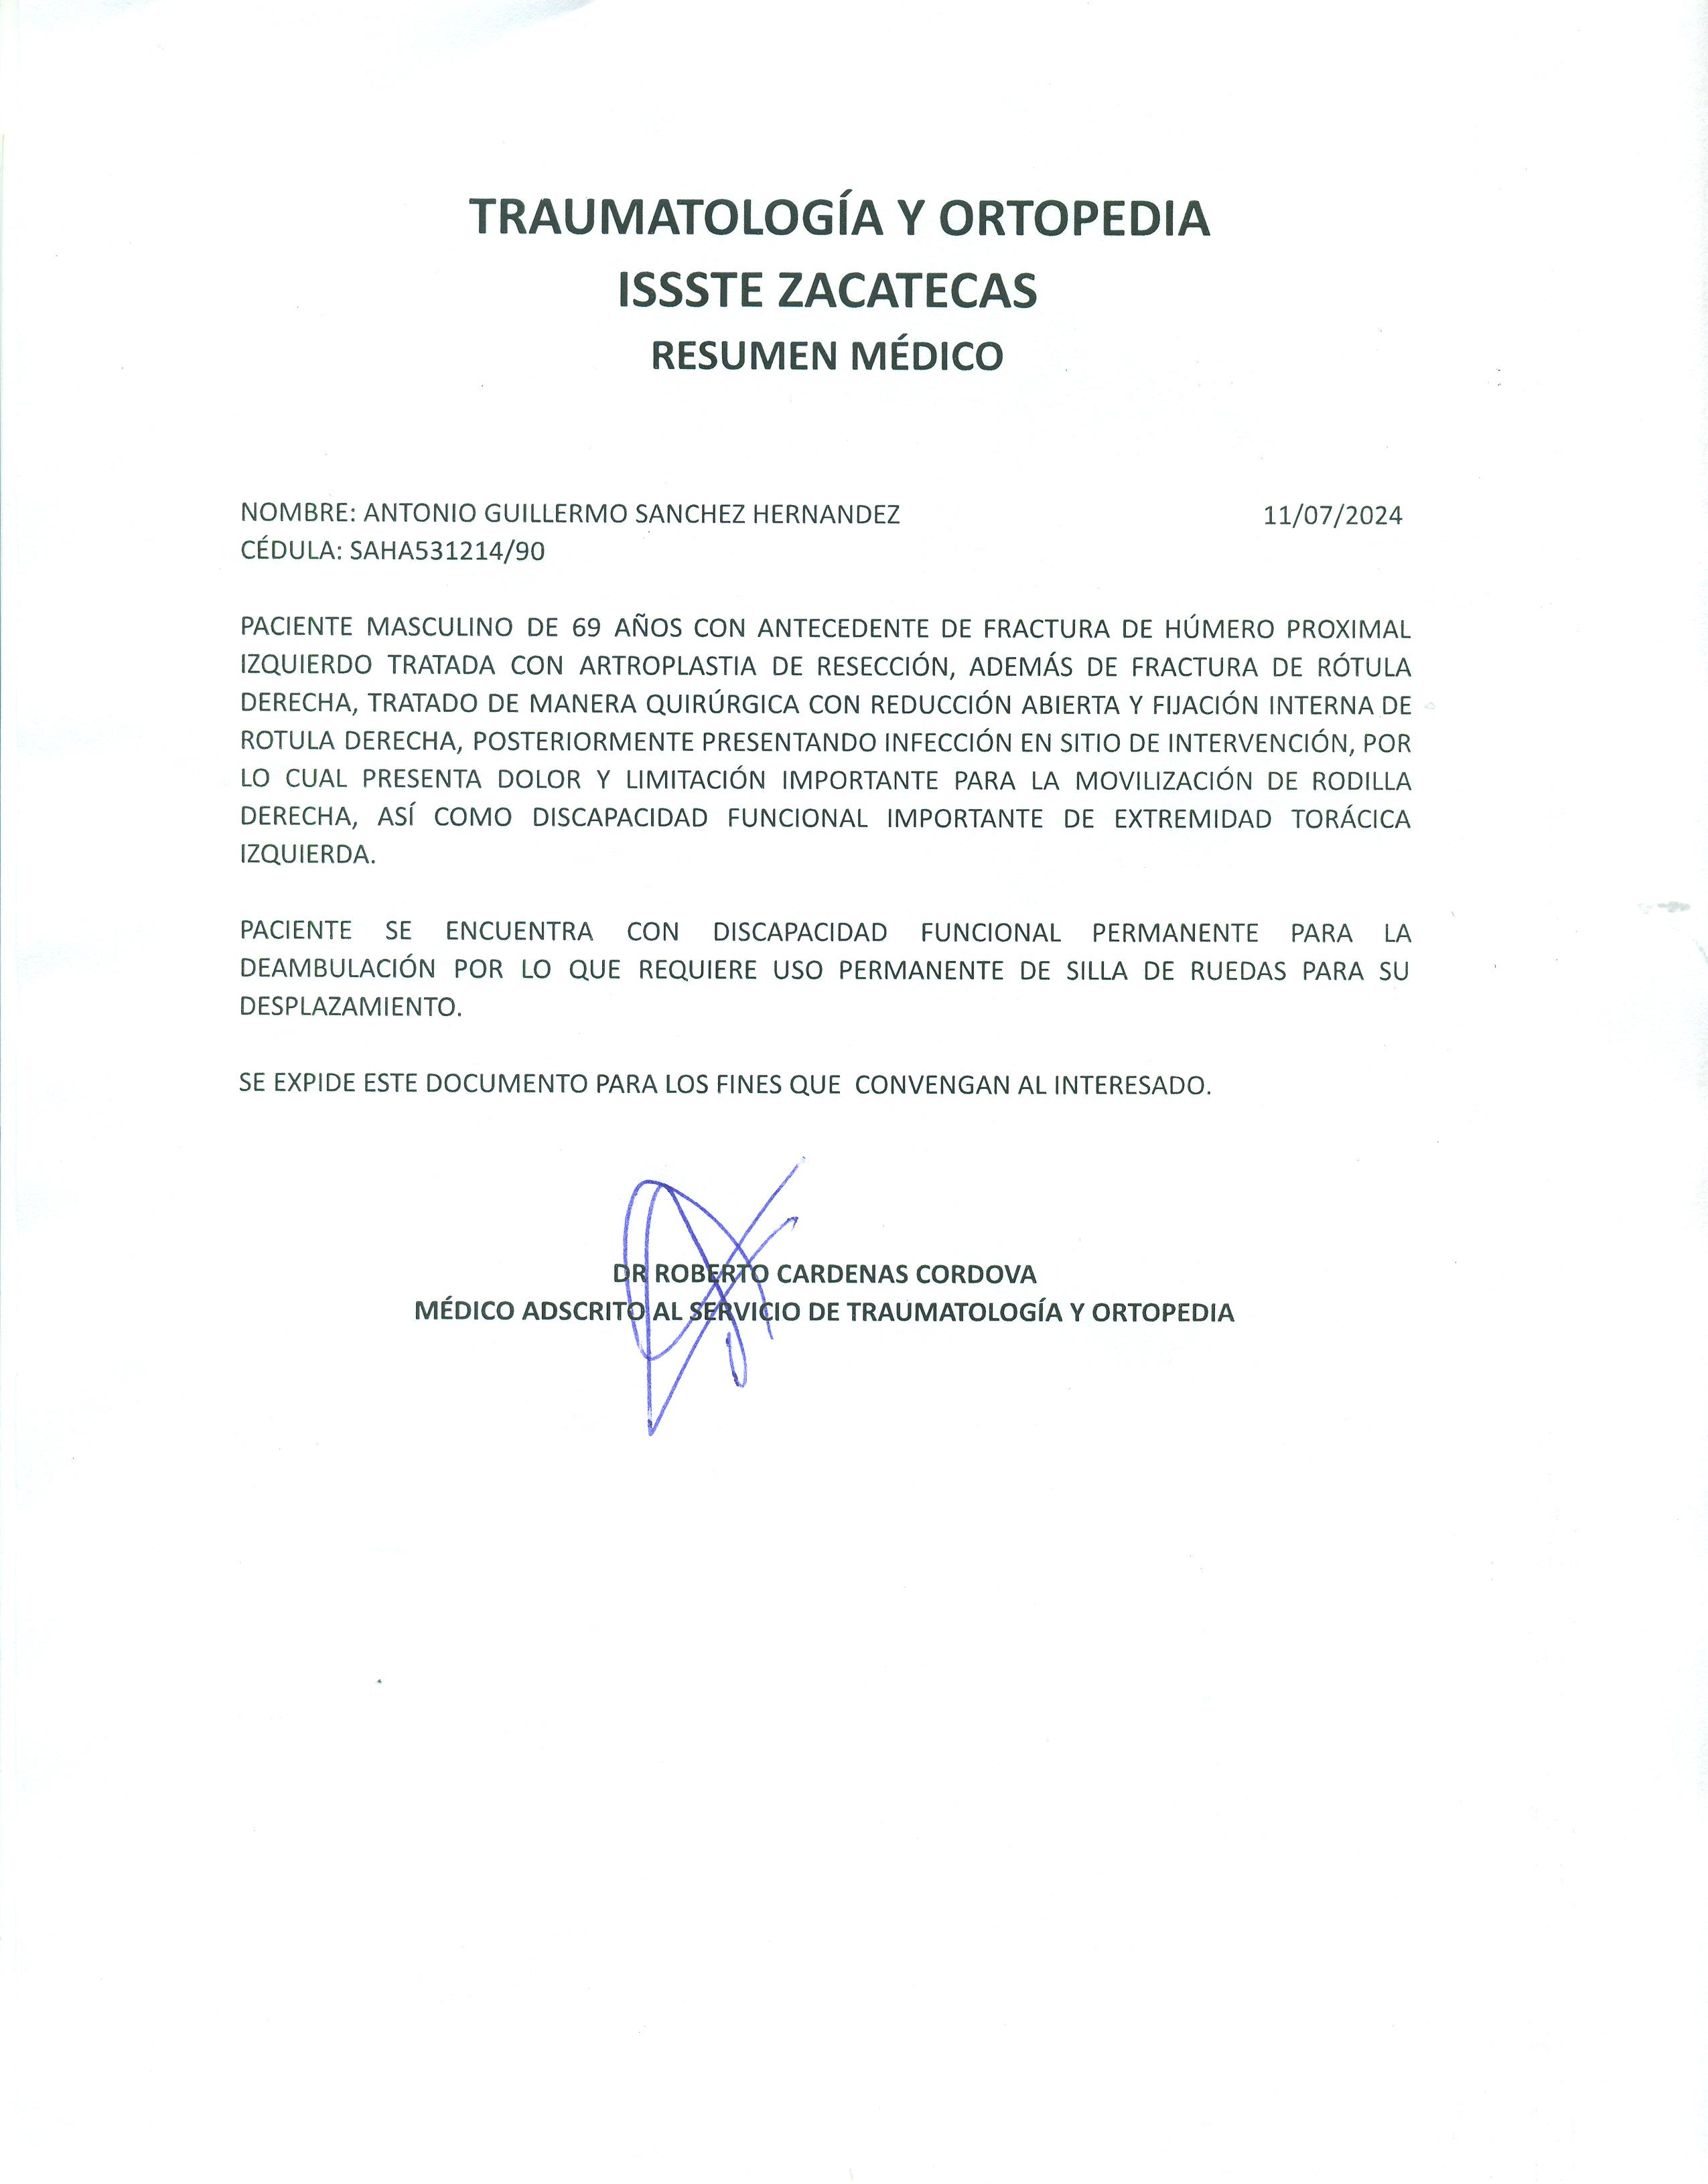 TRAUMATOLOGÍA Y ORTOPEDIA
ISSSTE ZACATECAS
RESUMEN MÉDICO
NOMBRE: ANTONIO GUILLERMO SANCHEZ HERNANDEZ 11/07/2024
CÉDULA: SAHA531214/90
PACIENTE MASCULINO DE 69 AÑOS CON ANTECEDENTE DE FRACTURA DE HÚMERO PROXIMAL
IZQUIERDO TRATADA CON ARTROPLASTIA DE RESECCIÓN, ADEMÁS DE FRACTURA DE RÓTULA
DERECHA, TRATADO DE MANERA QUIRÚRGICA CON REDUCCIÓN ABIERTA Y FIJACIÓN INTERNA DE
ROTULA DERECHA, POSTERIORMENTE PRESENTANDO INFECCIÓN EN SITIO DE INTERVENCIÓN, POR
LO CUAL PRESENTA DOLOR Y LIMITACIÓN IMPORTANTE PARA LA MOVILIZACIÓN DE RODILLA
DERECHA, ASÍ COMO DISCAPACIDAD FUNCIONAL IMPORTANTE DE EXTREMIDAD TORÁCICA
IZQUIERDA.
PACIENTE SE ENCUENTRA CON DISCAPACIDAD FUNCIONAL PERMANENTE PARA LA
DEAMBULACIÓN POR LO QUE REQUIERE USO PERMANENTE DE SILLA DE RUEDAS PARA SU
DESPLAZAMIENTO.
SE EXPIDE ESTE DOCUMENTO PARA LOS FINES QUE CONVENGAN AL INTERESADO.
DR ROBERTO CARDENAS CORDOVA
MÉDICO ADSCRITO AL SERVICIO DE TRAUMATOLOGÍA Y ORTOPEDIA